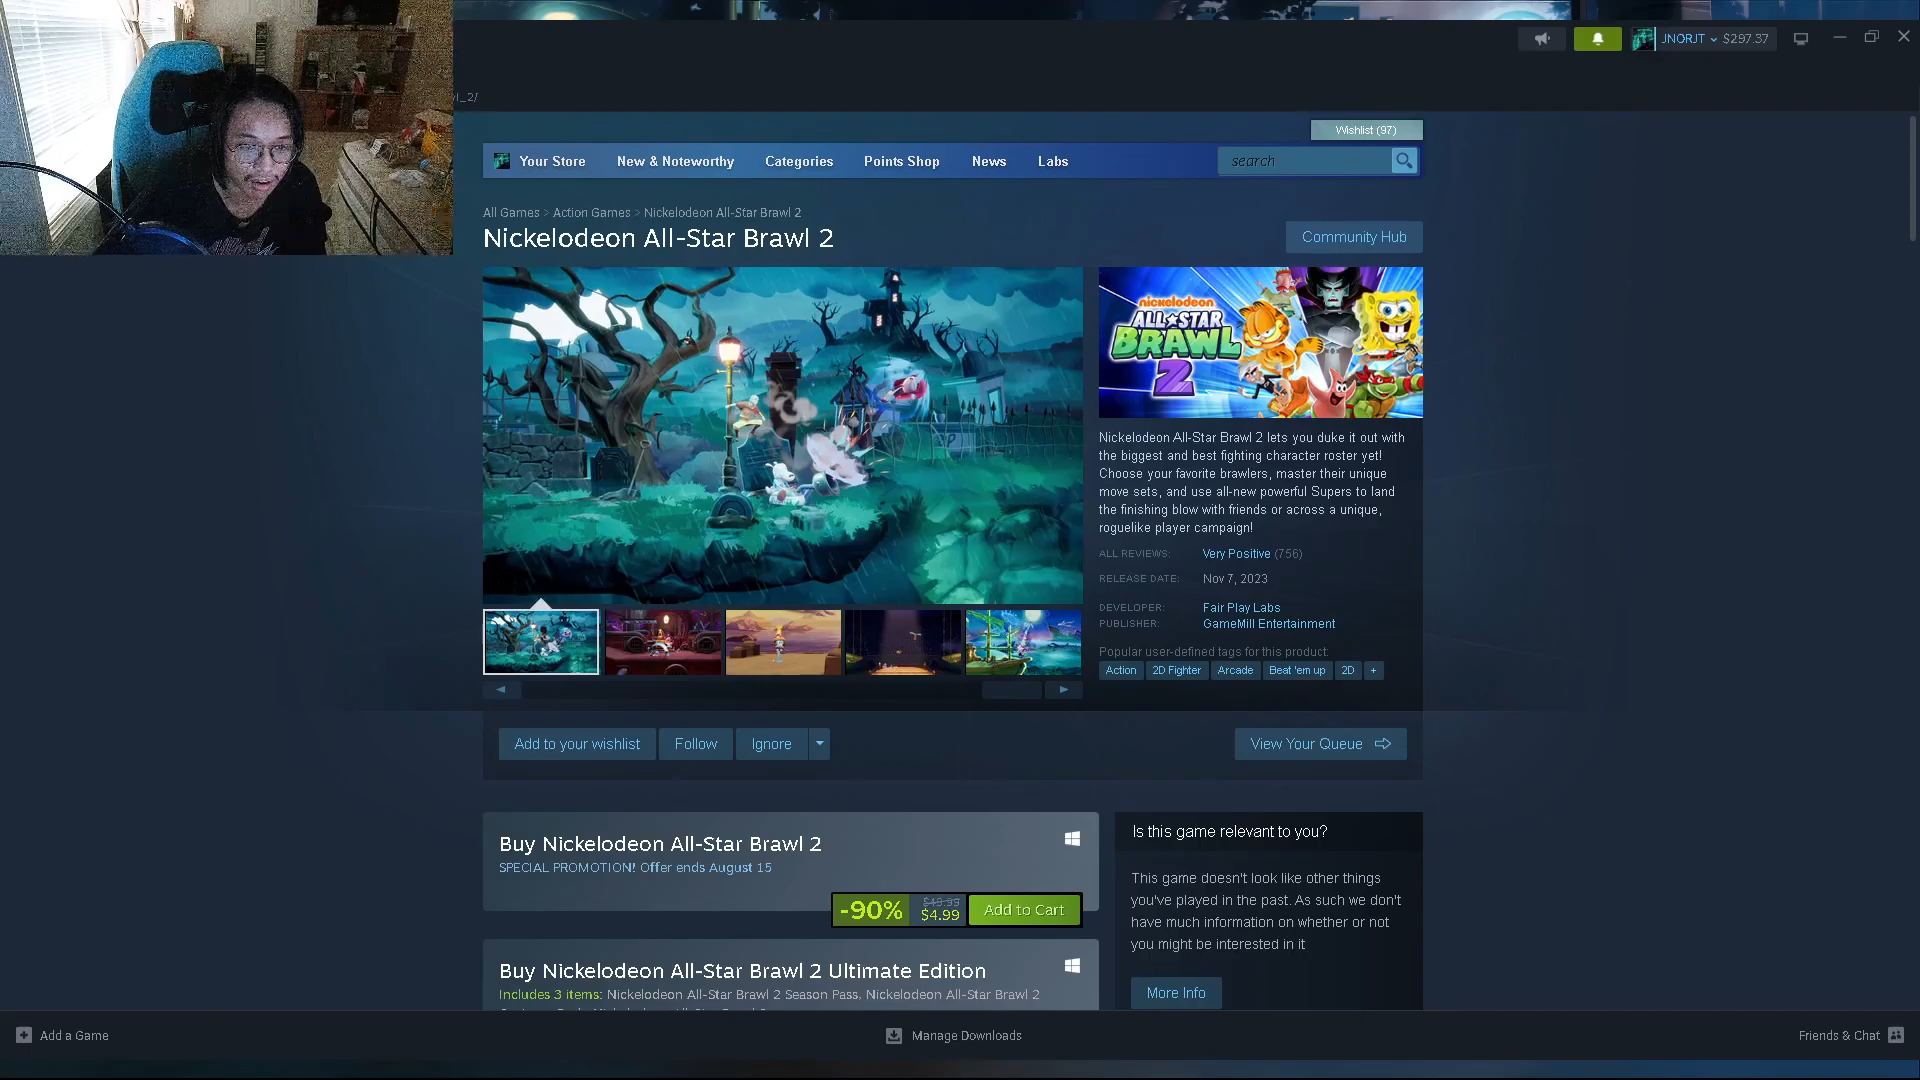 JNORJT $297.37
_2/
Wishlist (97)
Your Store New & Noteworthy Categories Points Shop News Labs search
All Games > Action Games > Nickelodeon All-Star Brawl 2
Nickelodeon All-Star Brawl 2
Community Hub
nickelodeon
ALL★STAR
BRAWL
2
Nickelodeon All-Star Brawl 2 lets you duke it out with
the biggest and best fighting character roster yet!
Choose your favorite brawlers, master their unique
move sets, and use all-new powerful Supers to land
the finishing blow with friends or across a unique,
roguelike player campaign!
ALL REVIEWS: Very Positive (756)
RELEASE DATE: Nov 7, 2023
DEVELOPER: Fair Play Labs
PUBLISHER: GameMill Entertainment
Popular user-defined tags for this product:
Action 2D Fighter Arcade Beat 'em up 2D +
Add to your wishlist Follow Ignore View Your Queue
Buy Nickelodeon All-Star Brawl 2
SPECIAL PROMOTION! Offer ends August 15
-90% $49.99 $4.99 Add to Cart
Is this game relevant to you?
This game doesn't look like other things
you've played in the past. As such we don't
have much information on whether or not
you might be interested in it
More Info
Buy Nickelodeon All-Star Brawl 2 Ultimate Edition
Includes 3 items: Nickelodeon All-Star Brawl 2 Season Pass, Nickelodeon All-Star Brawl 2
Add a Game Manage Downloads Friends & Chat